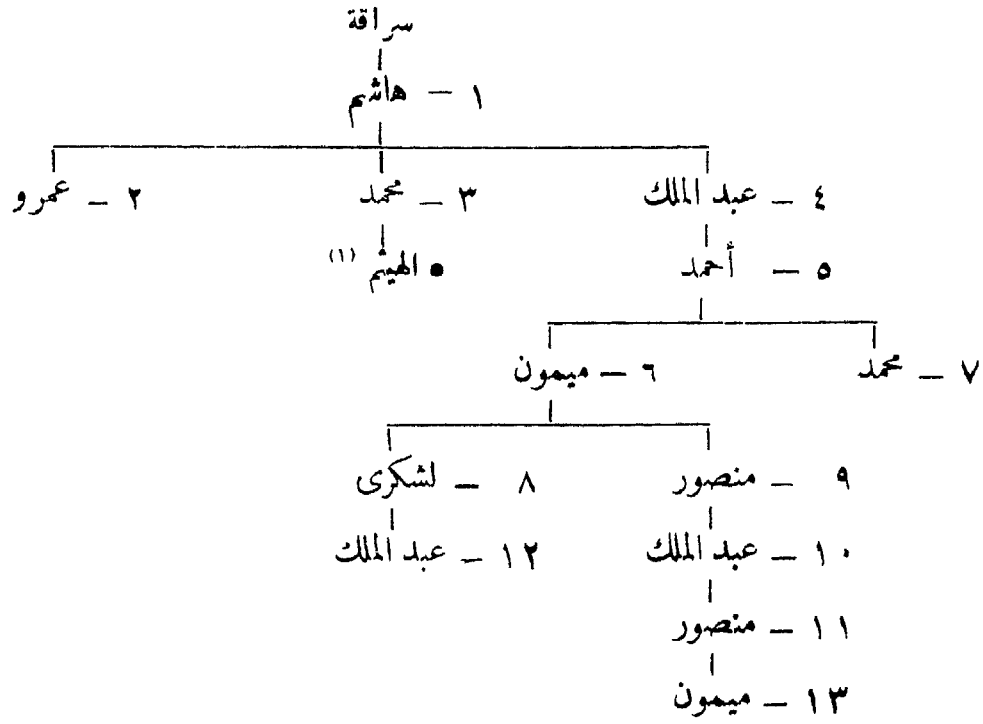 سراقة
١ – هاشم
٤ – عبد الملك ٣ – محمد ٢ – عمرو
٥ – أحمد • الهيثم (١)
٧ – محمد ٦ – ميمون
٩ – منصور ٨ – لشكرى
١٠ – عبد الملك ١٢ – عبد الملك
١١ – منصور
١٣ – ميمون